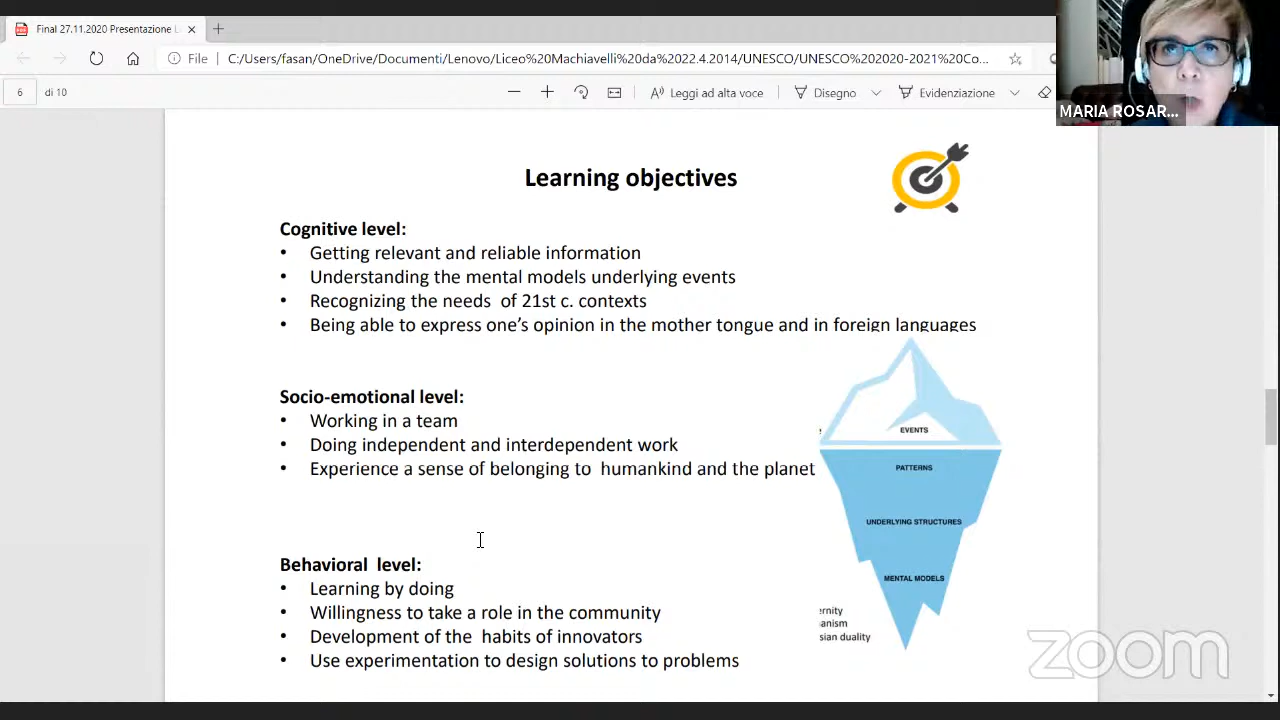 Final 27.11.2020 Presentazione L
File
C:/Users/fasan/OneDrive/Documenti/Lenovo/Liceo%20Machiavelli%20da%2022.4.2014/UNESCO/UNESCO%202020-2021%20Co...
6 di 10
Leggi ad alta voce
Disegno
Evidenziazione
MARIA ROSAR...
Learning objectives
Cognitive level:
• Getting relevant and reliable information
• Understanding the mental models underlying events
• Recognizing the needs of 21st c. contexts
• Being able to express one's opinion in the mother tongue and in foreign languages
Socio-emotional level:
• Working in a team
• Doing independent and interdependent work
• Experience a sense of belonging to humankind and the planet
EVENTS
PATTERNS
UNDERLYING STRUCTURES
MENTAL MODELS
ernity
anism
sian duality
Behavioral level:
• Learning by doing
• Willingness to take a role in the community
• Development of the habits of innovators
• Use experimentation to design solutions to problems
zoom